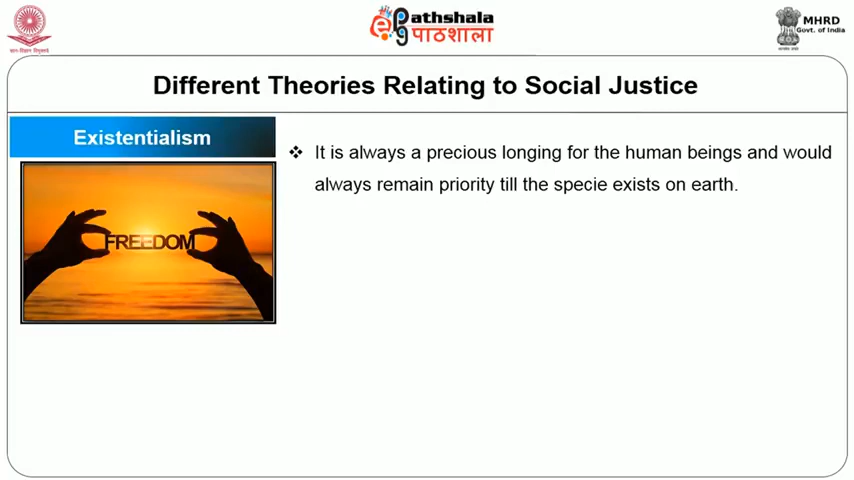 ePathshala
पाठशाला
MHRD
Govt. of India
Different Theories Relating to Social Justice
Existentialism
FREEDOM
❖ It is always a precious longing for the human beings and would
always remain priority till the specie exists on earth.